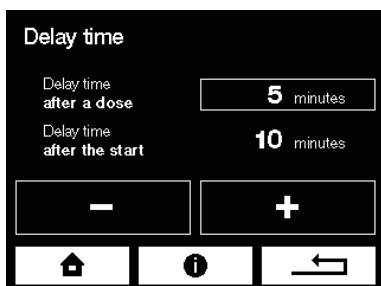 Delay time
Delay time
after a dose
5 minutes
Delay time
after the start
10 minutes
− +
i